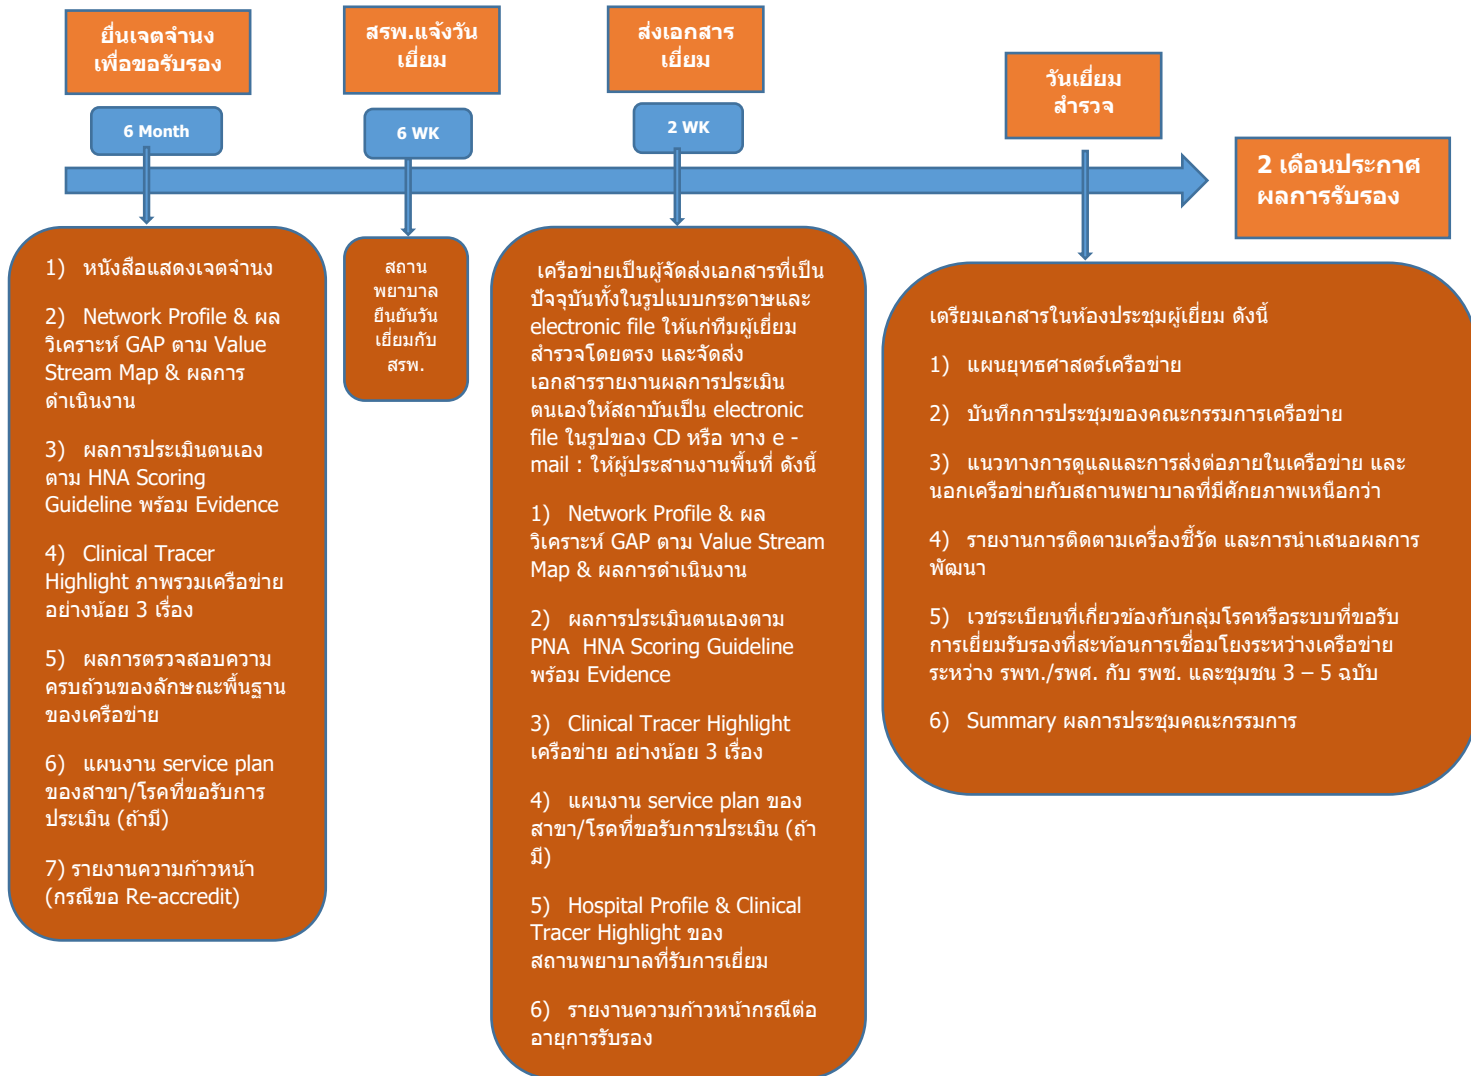 ยื่นเจตจำนง
เพื่อขอรับรอง
6 Month
สรพ.แจ้งวัน
เยี่ยม
6 WK
ส่งเอกสาร
เยี่ยม
2 WK
วันเยี่ยม
สำรวจ
2 เดือนประกาศ
ผลการรับรอง
1) หนังสือแสดงเจตจำนง
2) Network Profile & ผล
วิเคราะห์ GAP ตาม Value
Stream Map & ผลการ
ดำเนินงาน
3) ผลการประเมินตนเอง
ตาม HNA Scoring
Guideline พร้อม Evidence
4) Clinical Tracer
Highlight ภาพรวมเครือข่าย
อย่างน้อย 3 เรื่อง
5) ผลการตรวจสอบความ
ครบถ้วนของลักษณะพื้นฐาน
ของเครือข่าย
6) แผนงาน service plan
ของสาขา/โรคที่ขอรับการ
ประเมิน (ถ้ามี)
7) รายงานความก้าวหน้า
(กรณีขอ Re-accredit)
สถาน
พยาบาล
ยืนยันวัน
เยี่ยมกับ
สรพ.
เครือข่ายเป็นผู้จัดส่งเอกสารที่เป็น
ปัจจุบันทั้งในรูปแบบกระดาษและ
electronic file ให้แก่ทีมผู้เยี่ยม
สำรวจโดยตรง และจัดส่ง
เอกสารรายงานผลการประเมิน
ตนเองให้สถาบันเป็น electronic
file ในรูปของ CD หรือ ทาง e -
mail : ให้ผู้ประสานงานพื้นที่ ดังนี้
1) Network Profile & ผล
วิเคราะห์ GAP ตาม Value Stream
Map & ผลการดำเนินงาน
2) ผลการประเมินตนเองตาม
PNA HNA Scoring Guideline
พร้อม Evidence
3) Clinical Tracer Highlight
เครือข่าย อย่างน้อย 3 เรื่อง
4) แผนงาน service plan ของ
สาขา/โรคที่ขอรับการประเมิน (ถ้า
มี)
5) Hospital Profile & Clinical
Tracer Highlight ของ
สถานพยาบาลที่รับการเยี่ยม
6) รายงานความก้าวหน้ากรณีต่อ
อายุการรับรอง
เตรียมเอกสารในห้องประชุมผู้เยี่ยม ดังนี้
1) แผนยุทธศาสตร์เครือข่าย
2) บันทึกการประชุมของคณะกรรมการเครือข่าย
3) แนวทางการดูแลและการส่งต่อภายในเครือข่าย และ
นอกเครือข่ายกับสถานพยาบาลที่มีศักยภาพเหนือกว่า
4) รายงานการติดตามเครื่องชี้วัด และการนำเสนอผลการ
พัฒนา
5) เวชระเบียนที่เกี่ยวข้องกับกลุ่มโรคหรือระบบที่ขอรับ
การเยี่ยมรับรองที่สะท้อนการเชื่อมโยงระหว่างเครือข่าย
ระหว่าง รพท./รพศ. กับ รพช. และชุมชน 3 – 5 ฉบับ
6) Summary ผลการประชุมคณะกรรมการ